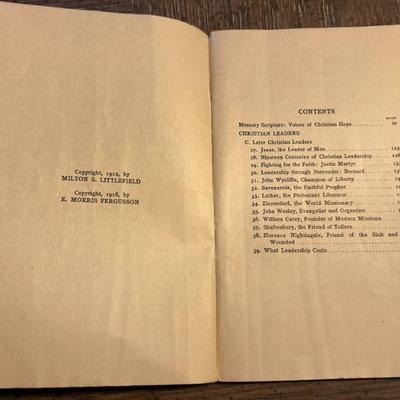 Copyright, 1912, by
MILTON S. LITTLEFIELD
Copyright, 1918, by
E. MORRIS FERGUSSON
CONTENTS
PAGE
Memory Scripture: Voices of Christian Hope iv
CHRISTIAN LEADERS
C. Later Christian Leaders
27. Jesus, the Leader of Men 125
28. Nineteen Centuries of Christian Leadership 128
29. Fighting for the Faith: Justin Martyr
30. Leadership through Surrender: Bernard
31. John Wycliffe, Champion of Liberty
32. Savonarola, the Faithful Prophet
33. Luther, the Protestant Liberator
34. Zinzendorf, the World Missionary
35. John Wesley, Evangelist and Organizer
36. William Carey, Founder of Modern Missions
37. Shaftesbury, the Friend of Toilers
38. Florence Nightingale, Friend of the Sick and
Wounded
39. What Leadership Costs